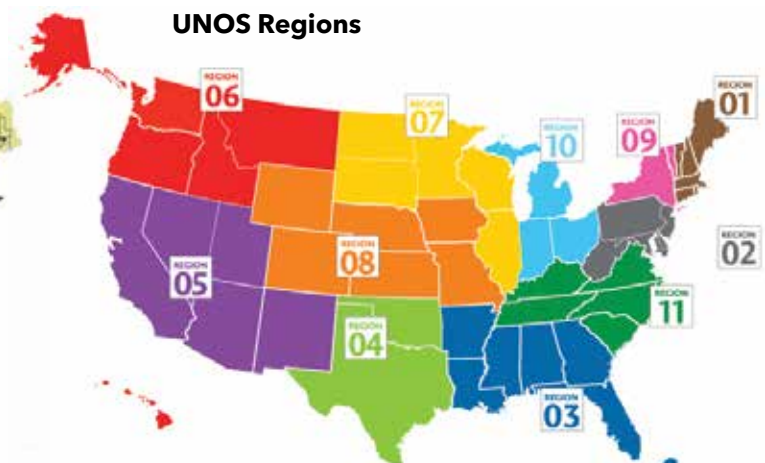 UNOS Regions
REGION
06
REGION
07
REGION
10
REGION
09
REGION
01
REGION
02
REGION
05
REGION
08
REGION
04
REGION
11
REGION
03